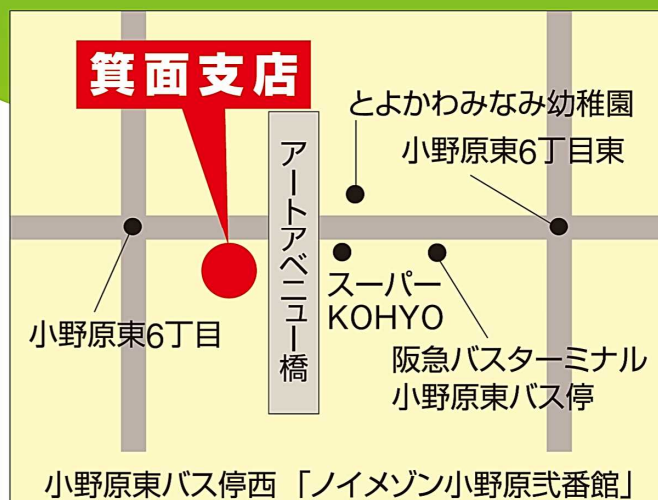 箕面支店
とよかわみなみ幼稚園
小野原東6丁目東
アートアベニュー橋
スーパー
KOHYO
小野原東6丁目
阪急バスターミナル
小野原東バス停
小野原東バス停西 「ノイメゾン小野原弐番館」